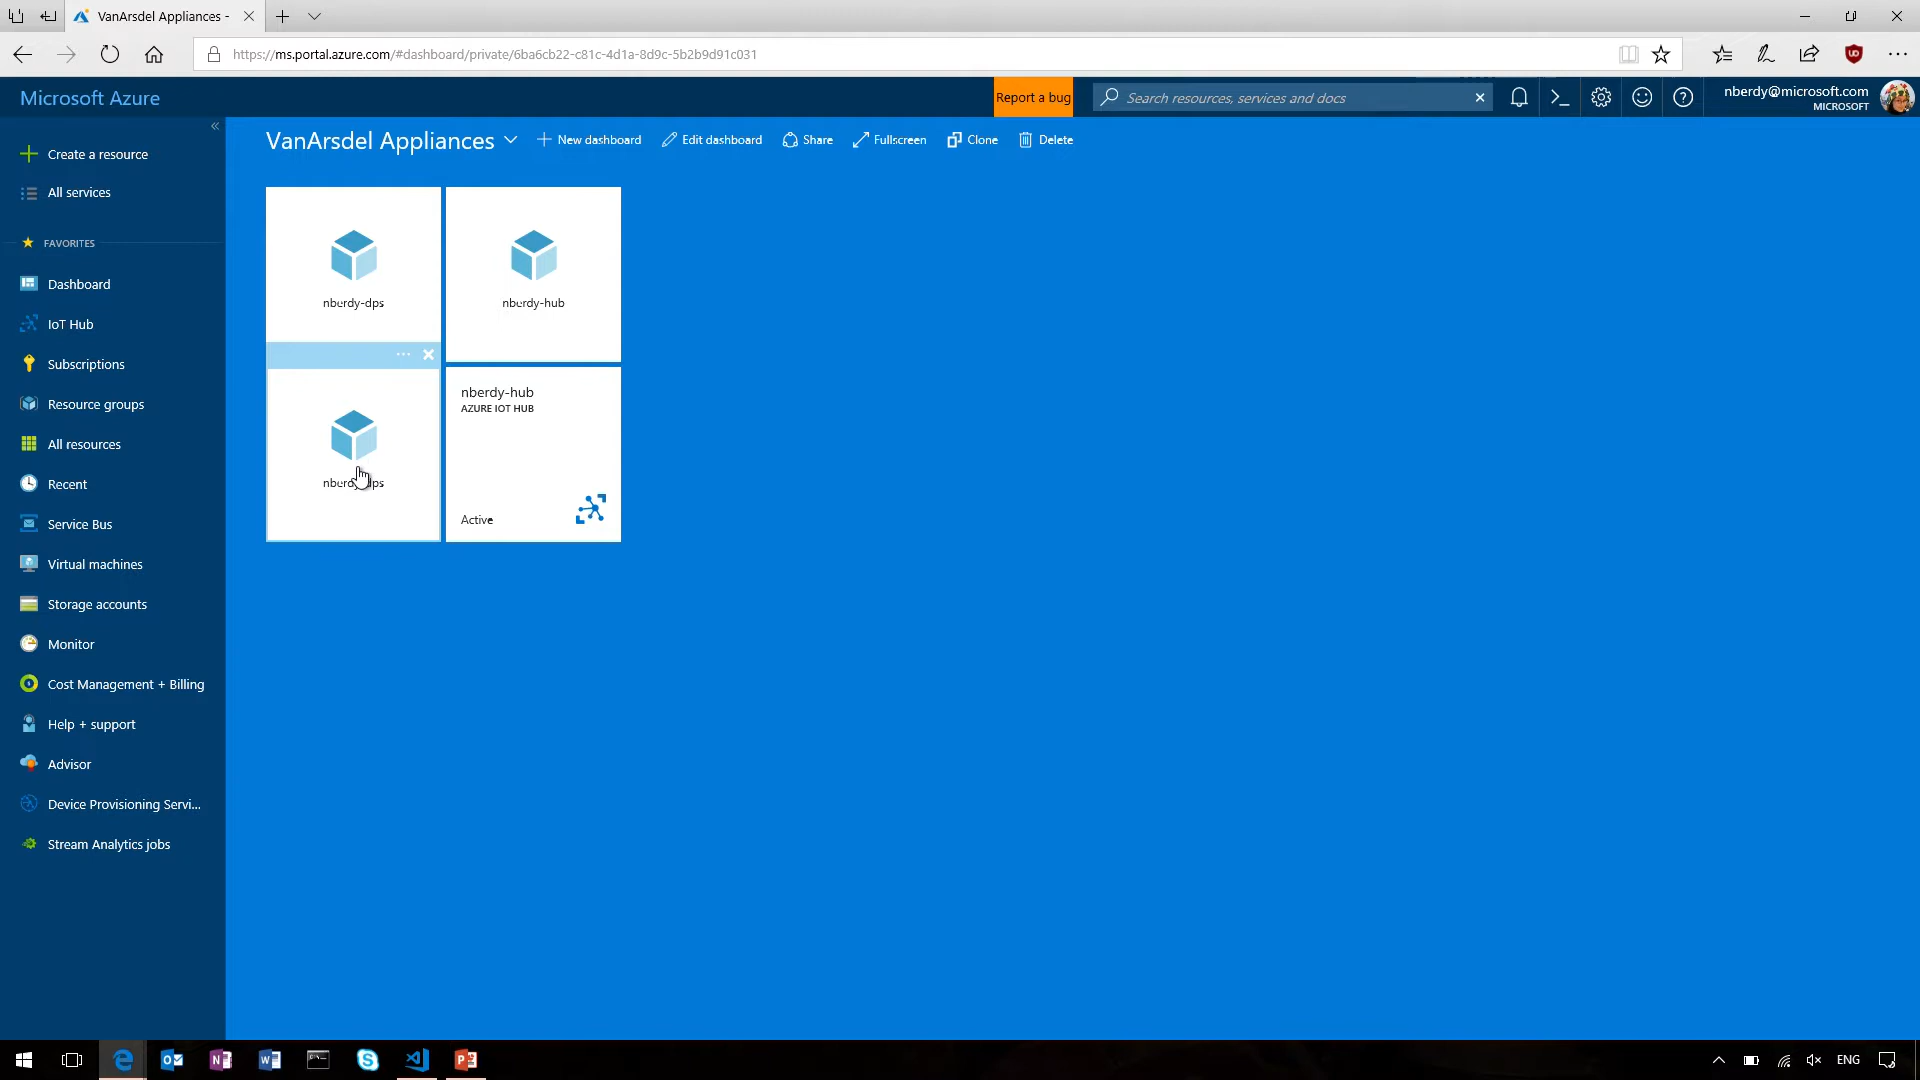 VanArsdel Appliances -
https://ms.portal.azure.com/#dashboard/private/6ba6cb22-c81c-4d1a-8d9c-5b2b9d91c031
Microsoft Azure
Report a bug
Search resources, services and docs
nberdy@microsoft.com
MICROSOFT
Create a resource
All services
FAVORITES
Dashboard
IoT Hub
Subscriptions
Resource groups
All resources
Recent
Service Bus
Virtual machines
Storage accounts
Monitor
Cost Management + Billing
Help + support
Advisor
Device Provisioning Servi...
Stream Analytics jobs
VanArsdel Appliances
New dashboard
Edit dashboard
Share
Fullscreen
Clone
Delete
nberdy-dps
nberdy-hub
nberdy-dps
nberdy-hub
AZURE IOT HUB
Active
ENG